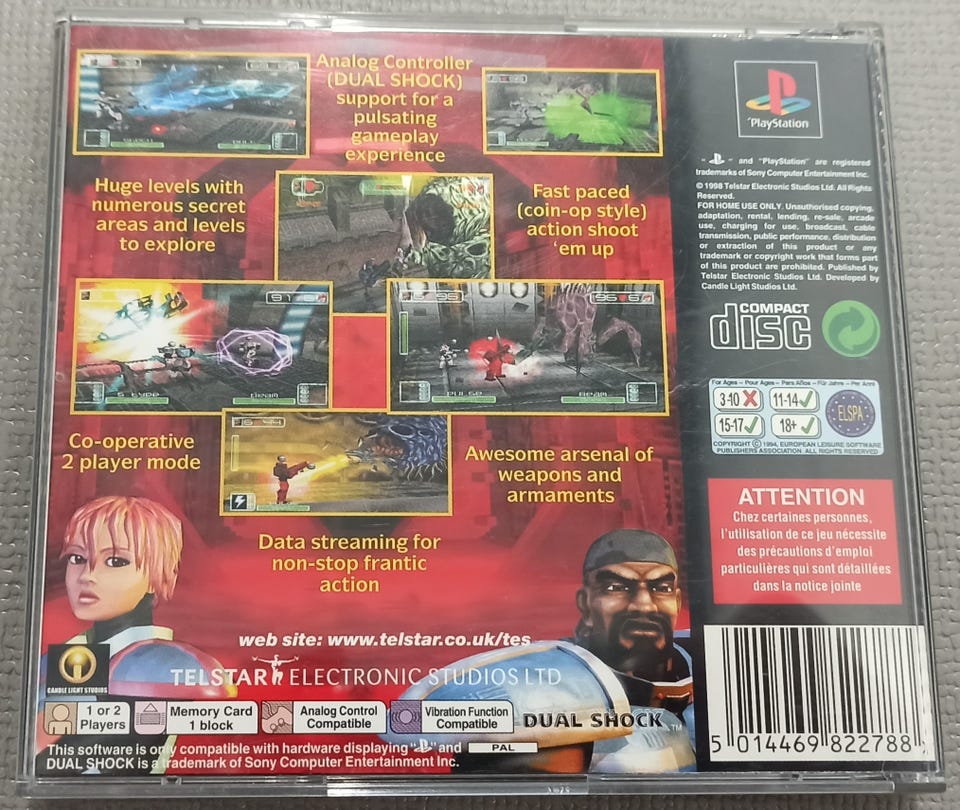 Analog Controller
(DUAL SHOCK)
support for a
pulsating
gameplay
experience
Huge levels with
numerous secret
areas and levels
to explore
Fast paced
(coin-op style)
action shoot
'em up
Co-operative
2 player mode
Awesome arsenal of
weapons and
armaments
Data streaming for
non-stop frantic
action
web site: www.telstar.co.uk/tes
TELSTAR ELECTRONIC STUDIOS LTD
CANDLE LIGHT STUDIOS
1 or 2
Players
Memory Card
1 block
Analog Control
Compatible
Vibration Function
Compatible
DUAL SHOCK™
This software is only compatible with hardware displaying " " and PAL
DUAL SHOCK is a trademark of Sony Computer Entertainment Inc.
PlayStation
" " and "PlayStation" are registered
trademarks of Sony Computer Entertainment Inc.
© 1998 Telstar Electronic Studios Ltd. All Rights
Reserved.
FOR HOME USE ONLY. Unauthorised copying,
adaptation, rental, lending, re-sale, arcade
use, charging for use, broadcast, cable
transmission, public performance, distribution
or extraction of this product or any
trademark or copyright work that forms part
of this product are prohibited. Published by
Telstar Electronic Studios Ltd. Developed by
Candle Light Studios Ltd.
COMPACT
disc
For Ages – Pour Ages – Para Años – Für Jahre – Per Anni
3-10 11-14
15-17 18+
ELSPA
COPYRIGHT © 1994, EUROPEAN LEISURE SOFTWARE
PUBLISHERS ASSOCIATION. ALL RIGHTS RESERVED
ATTENTION
Chez certaines personnes,
l'utilisation de ce jeu nécessite
des précautions d'emploi
particulières qui sont détaillées
dans la notice jointe
5 014469 822788